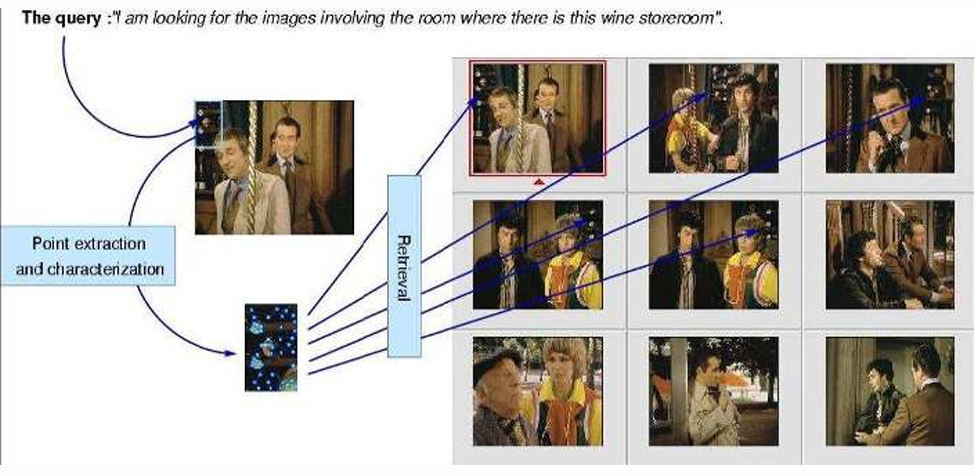 The query :"I am looking for the images involving the room where there is this wine storeroom".
Point extraction
and characterization
Retrieval